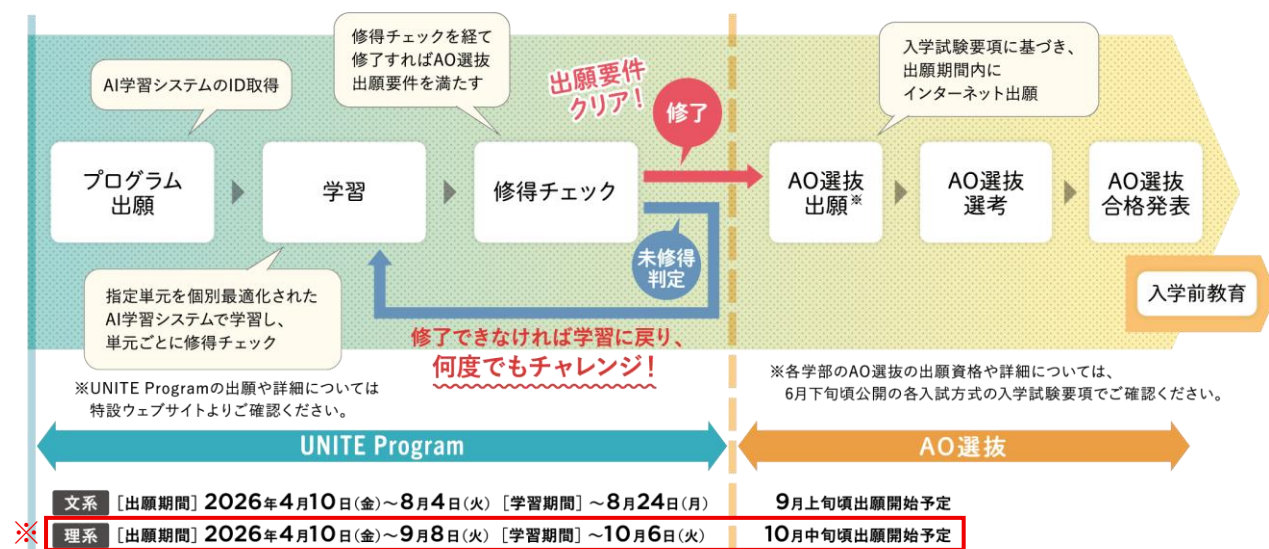 AI学習システムのID取得
修得チェックを経て
修了すればAO選抜
出願要件を満たす
出願要件
クリア！
修了
入学試験要項に基づき、
出願期間内に
インターネット出願
プログラム
出願
学習
修得チェック
AO選抜
出願※
AO選抜
選考
AO選抜
合格発表
未修得
判定
入学前教育
指定単元を個別最適化された
AI学習システムで学習し、
単元ごとに修得チェック
修了できなければ学習に戻り、
何度でもチャレンジ！
※UNITE Programの出願や詳細については
特設ウェブサイトよりご確認ください。
※各学部のAO選抜の出願資格や詳細については、
6月下旬頃公開の各入試方式の入学試験要項でご確認ください。
UNITE Program
AO選抜
文系 ［出願期間］2026年4月10日(金)～8月4日(火) ［学習期間］～8月24日(月) 9月上旬頃出願開始予定
※ 理系 ［出願期間］2026年4月10日(金)～9月8日(火) ［学習期間］～10月6日(火) 10月中旬頃出願開始予定